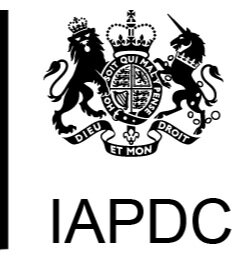 HONI SOIT QUI MAL Y PENSE
DIEU ET MON DROIT
IAPDC